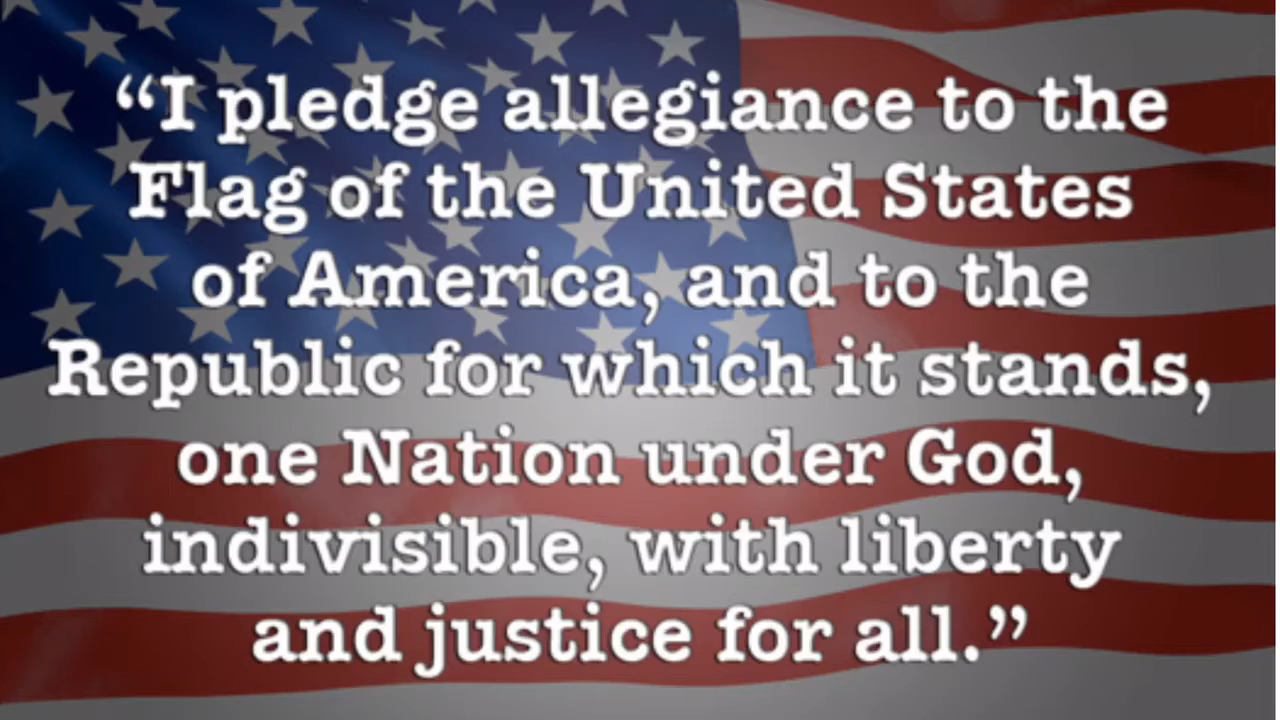 “I pledge allegiance to the
Flag of the United States
of America, and to the
Republic for which it stands,
one Nation under God,
indivisible, with liberty
and justice for all.”